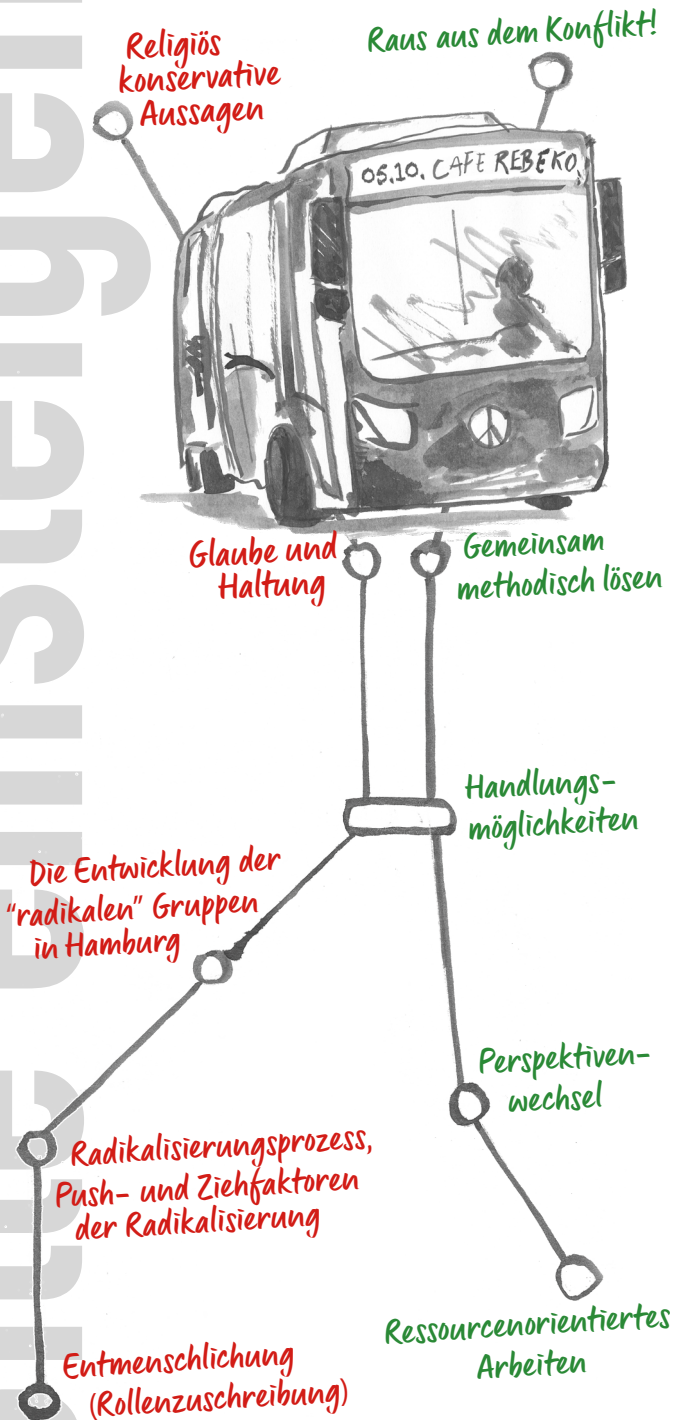 Raus aus dem Konflikt!
Religiös
konservative
Aussagen
05.10. CAFE REBEKO
Glaube und
Haltung
Gemeinsam
methodisch lösen
Handlungs-
möglichkeiten
Die Entwicklung der
“radikalen” Gruppen
in Hamburg
Perspektiven-
wechsel
Radikalisierungsprozess,
Push- und Ziehfaktoren
der Radikalisierung
Ressourcenorientiertes
Arbeiten
Entmenschlichung
(Rollenzuschreibung)